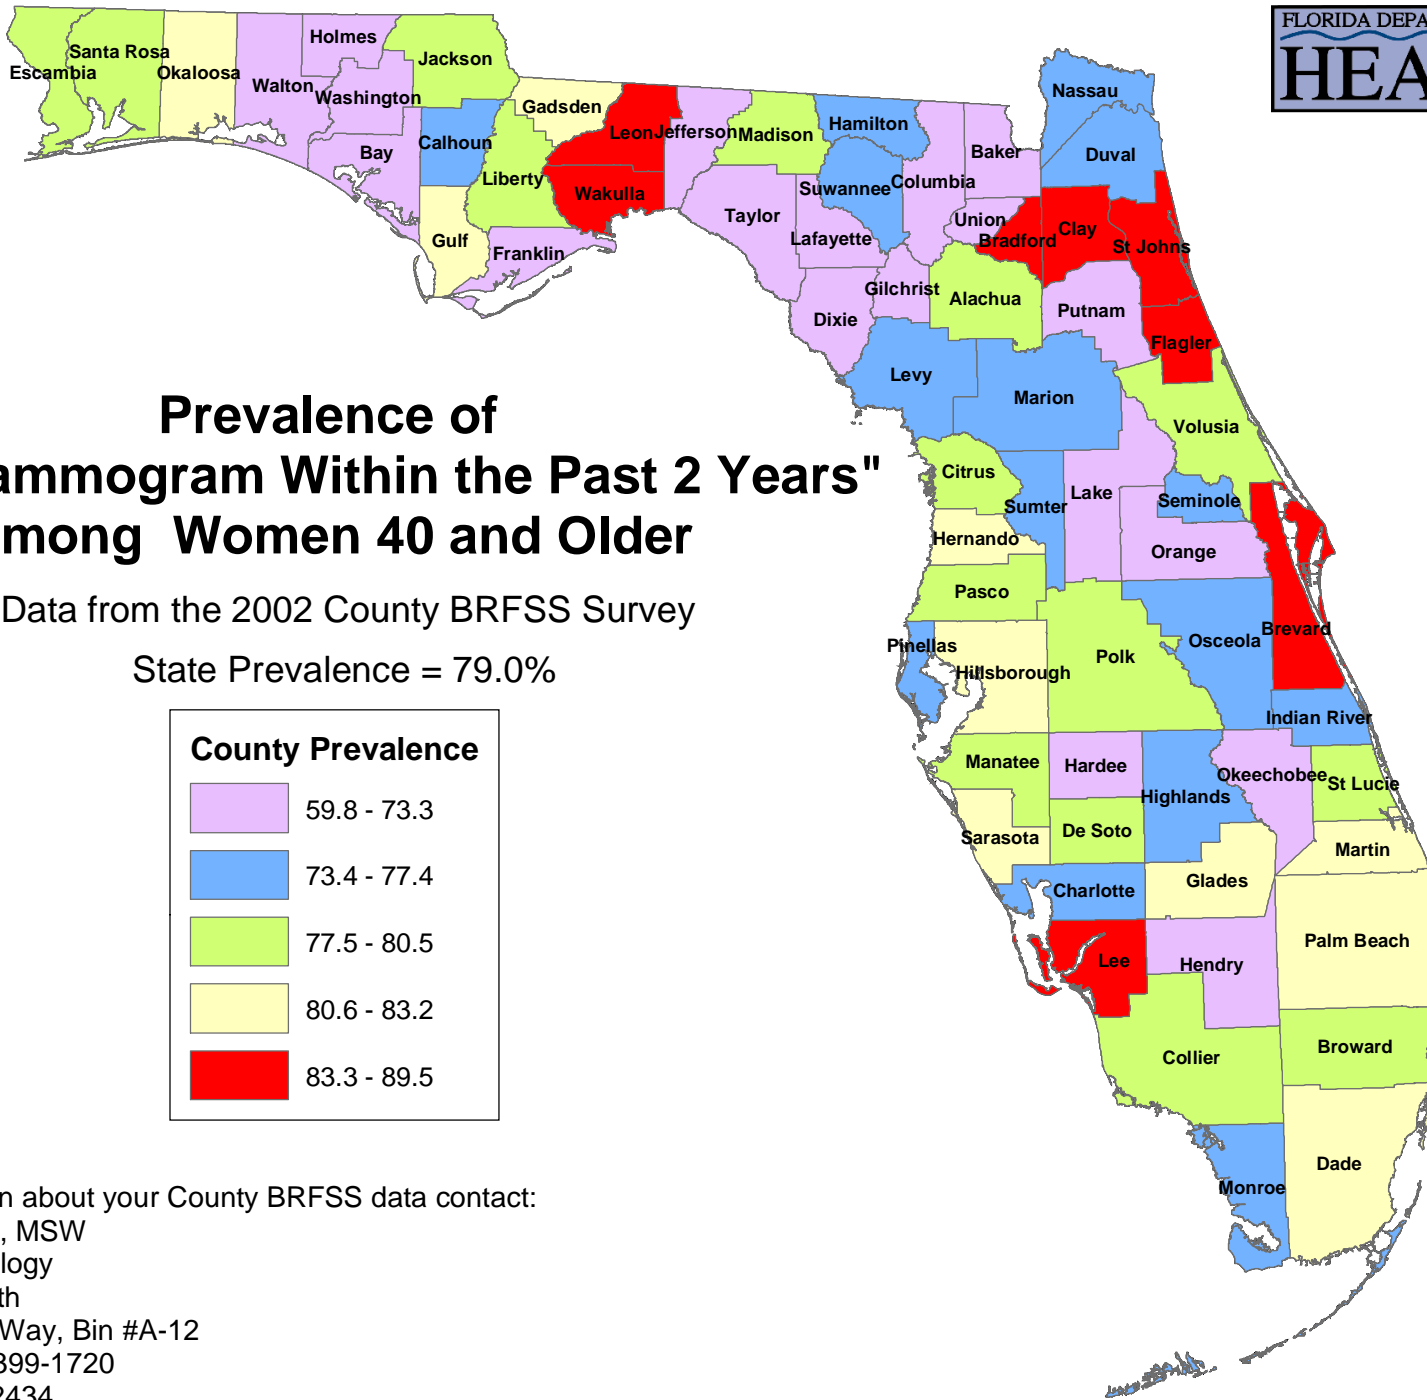 FLORIDA DEPA
HEA
Holmes
Santa Rosa
Jackson
Escambia
Okaloosa
Walton
Washington
Gadsden
Nassau
Leon
Jefferson
Madison
Hamilton
Calhoun
Bay
Baker
Duval
Liberty
Wakulla
Suwannee
Columbia
Taylor
Union
Lafayette
Bradford
Clay
St Johns
Gulf
Franklin
Gilchrist
Alachua
Dixie
Putnam
Flagler
Levy
Marion
Volusia
Prevalence of
ammogram Within the Past 2 Years"
mong Women 40 and Older
Data from the 2002 County BRFSS Survey
State Prevalence = 79.0%
Citrus
Sumter
Lake
Seminole
Hernando
Orange
Pasco
Pinellas
Hillsborough
Polk
Osceola
Brevard
Indian River
Manatee
Hardee
Highlands
Okeechobee
St Lucie
Sarasota
De Soto
Martin
Charlotte
Glades
Palm Beach
Lee
Hendry
Collier
Broward
Dade
Monroe
County Prevalence
59.8 - 73.3
73.4 - 77.4
77.5 - 80.5
80.6 - 83.2
83.3 - 89.5
n about your County BRFSS data contact:
, MSW
logy
th
Way, Bin #A-12
399-1720
2434